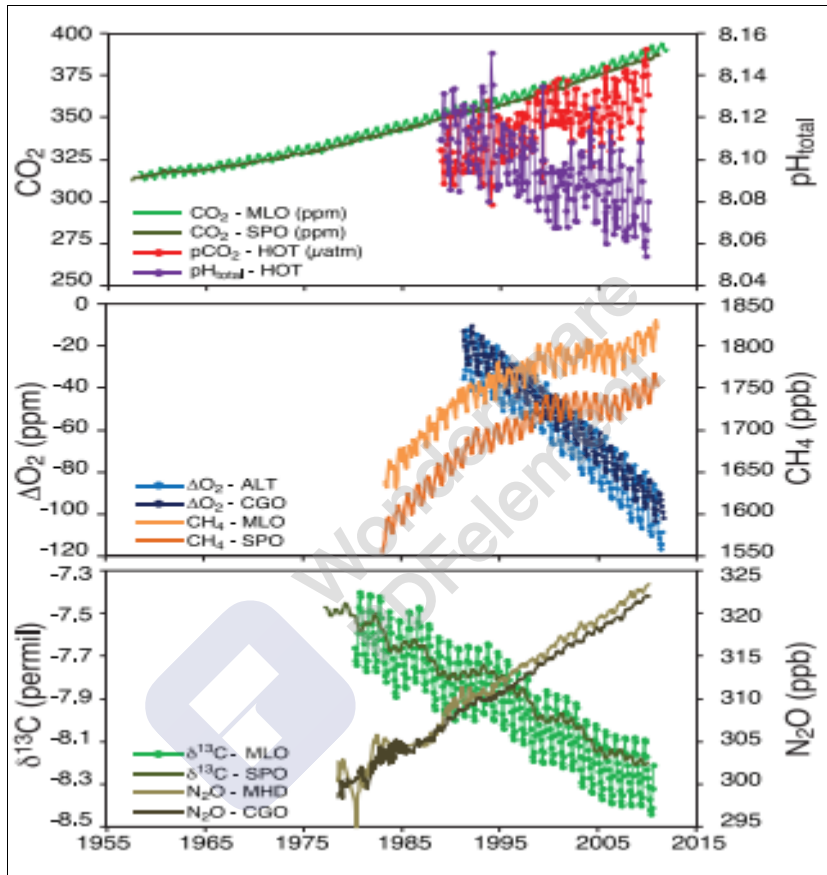 400
375
350
325
300
275
250
CO₂
8.16
8.14
8.12
8.10
8.08
8.06
8.04
pHtotal
CO₂ - MLO (ppm)
CO₂ - SPO (ppm)
pCO₂ - HOT (µatm)
pHtotal - HOT
0
-20
-40
-60
-80
-100
-120
ΔO₂ (ppm)
1850
1800
1750
1700
1650
1600
1550
CH₄ (ppb)
ΔO₂ - ALT
ΔO₂ - CGO
CH₄ - MLO
CH₄ - SPO
Wondershare
PDFelement
-7.3
-7.5
-7.7
-7.9
-8.1
-8.3
-8.5
δ¹³C (permil)
325
320
315
310
305
300
295
N₂O (ppb)
δ¹³C - MLO
δ¹³C - SPO
N₂O - MHD
N₂O - CGO
1955 1965 1975 1985 1995 2005 2015